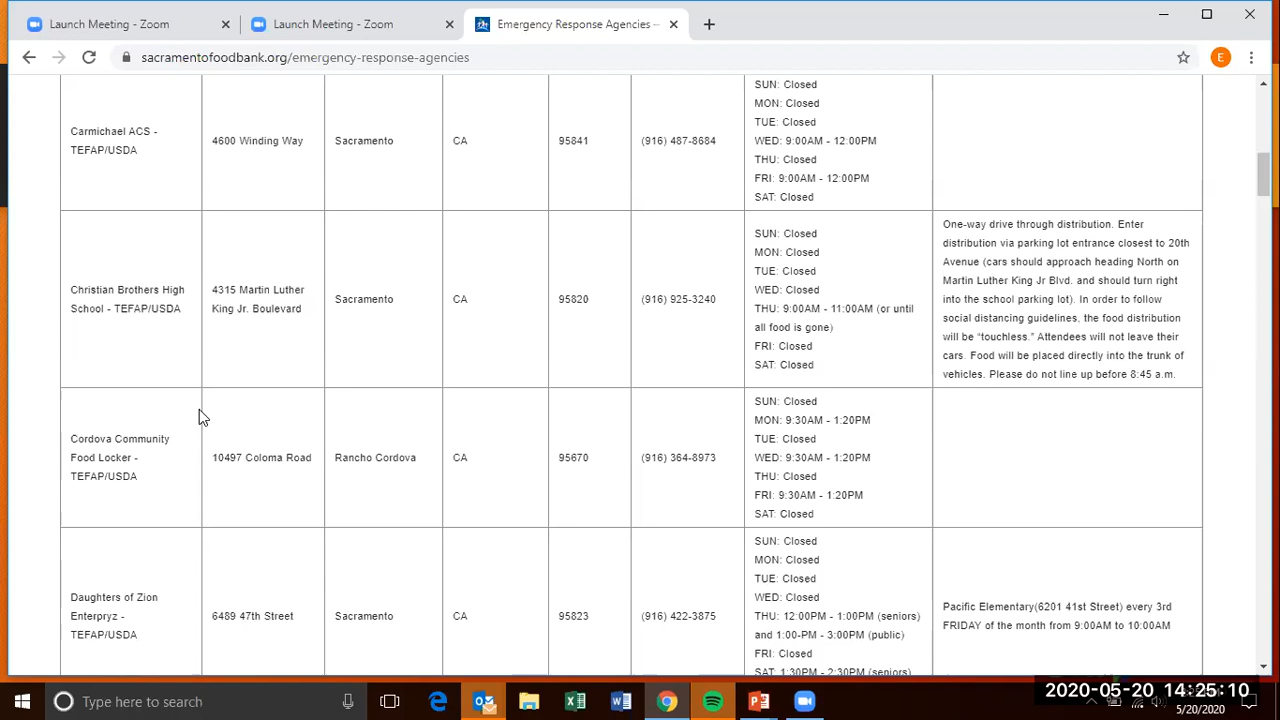 Launch Meeting - Zoom
Launch Meeting - Zoom
Emergency Response Agencies –
E
sacramentofoodbank.org/emergency-response-agencies
Carmichael ACS -
TEFAP/USDA
4600 Winding Way
Sacramento
CA
95841
(916) 487-8684
SUN: Closed
MON: Closed
TUE: Closed
WED: 9:00AM - 12:00PM
THU: Closed
FRI: 9:00AM - 12:00PM
SAT: Closed
Christian Brothers High
School - TEFAP/USDA
4315 Martin Luther
King Jr. Boulevard
Sacramento
CA
95820
(916) 925-3240
SUN: Closed
MON: Closed
TUE: Closed
WED: Closed
THU: 9:00AM - 11:00AM (or until
all food is gone)
FRI: Closed
SAT: Closed
One-way drive through distribution. Enter
distribution via parking lot entrance closest to 20th
Avenue (cars should approach heading North on
Martin Luther King Jr Blvd. and should turn right
into the school parking lot). In order to follow
social distancing guidelines, the food distribution
will be “touchless.” Attendees will not leave their
cars. Food will be placed directly into the trunk of
vehicles. Please do not line up before 8:45 a.m.
Cordova Community
Food Locker -
TEFAP/USDA
10497 Coloma Road
Rancho Cordova
CA
95670
(916) 364-8973
SUN: Closed
MON: 9:30AM - 1:20PM
TUE: Closed
WED: 9:30AM - 1:20PM
THU: Closed
FRI: 9:30AM - 1:20PM
SAT: Closed
Daughters of Zion
Enterpryz -
TEFAP/USDA
6489 47th Street
Sacramento
CA
95823
(916) 422-3875
SUN: Closed
MON: Closed
TUE: Closed
WED: Closed
THU: 12:00PM - 1:00PM (seniors)
and 1:00-PM - 3:00PM (public)
FRI: Closed
SAT: 1:30PM - 2:30PM (seniors)
Pacific Elementary(6201 41st Street) every 3rd
FRIDAY of the month from 9:00AM to 10:00AM
Type here to search
2020-05-20 14:25:10
5/20/2020